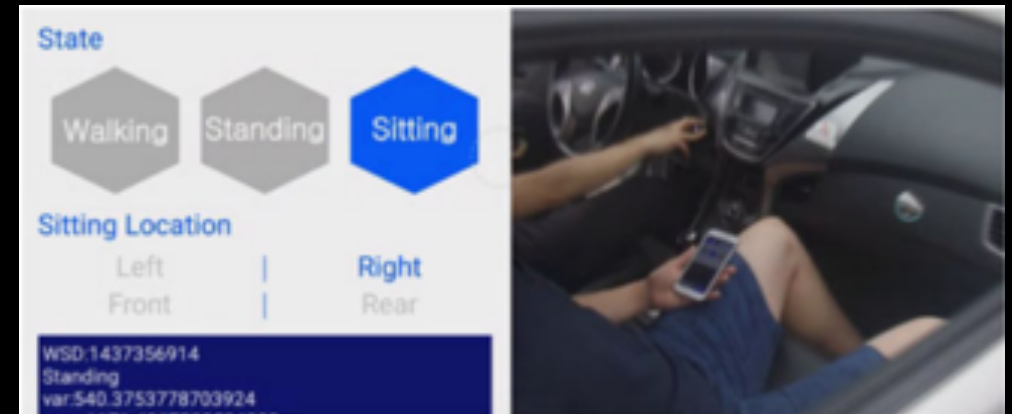 State
Walking Standing Sitting
Sitting Location
Left | Right
Front | Rear
WSD:1437356914
Standing
var:540.3753778703924